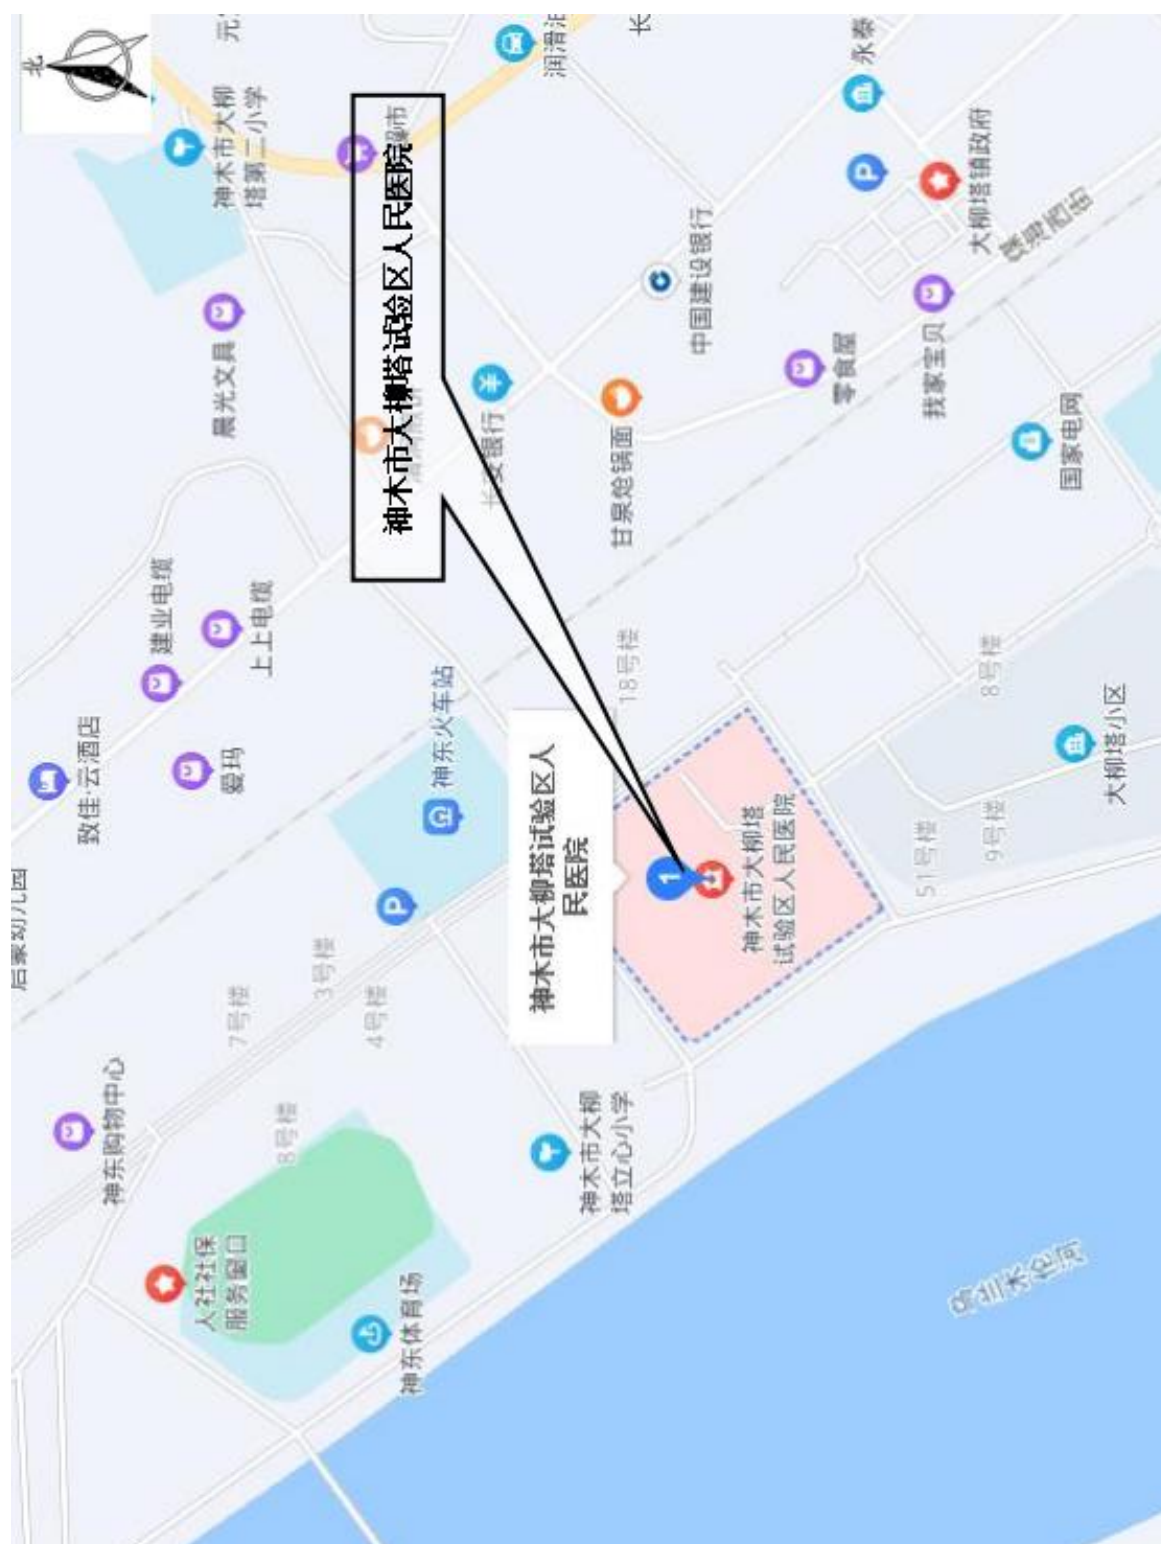 北
神东购物中心
致佳·云酒店
建业电缆
爱玛
上上电缆
晨光文具
神木市大柳
塔第二小学
人社社保
服务窗口
7号楼
8号楼
3号楼
4号楼
神东体育场
神东火车站
P
神木市大柳塔试验区人民医院
长安银行
神木市大柳塔试验区人
民医院
神木市大柳
塔立心小学
甘泉炝锅面
18号楼
1
神木市大柳塔
试验区人民医院
中国建设银行
零食屋
永泰
P
我家宝贝
大柳塔镇政府
51号楼
9号楼
8号楼
国家电网
大柳塔小区
乌兰木伦河